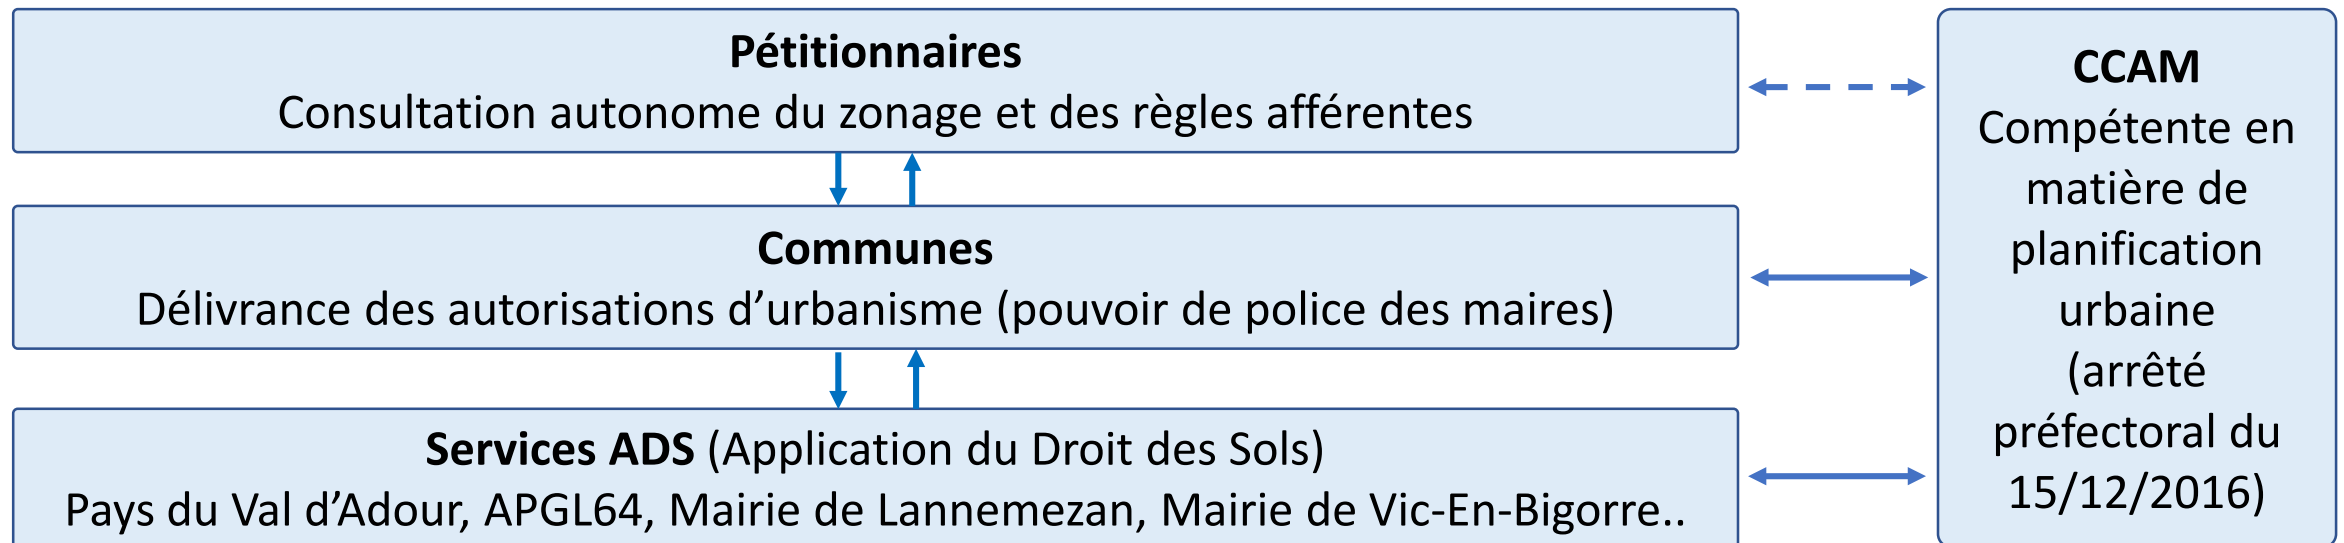 Pétitionnaires
Consultation autonome du zonage et des règles afférentes
Communes
Délivrance des autorisations d’urbanisme (pouvoir de police des maires)
Services ADS (Application du Droit des Sols)
Pays du Val d’Adour, APGL64, Mairie de Lannemezan, Mairie de Vic-En-Bigorre..
CCAM
Compétente en
matière de
planification
urbaine
(arrêté
préfectoral du
15/12/2016)